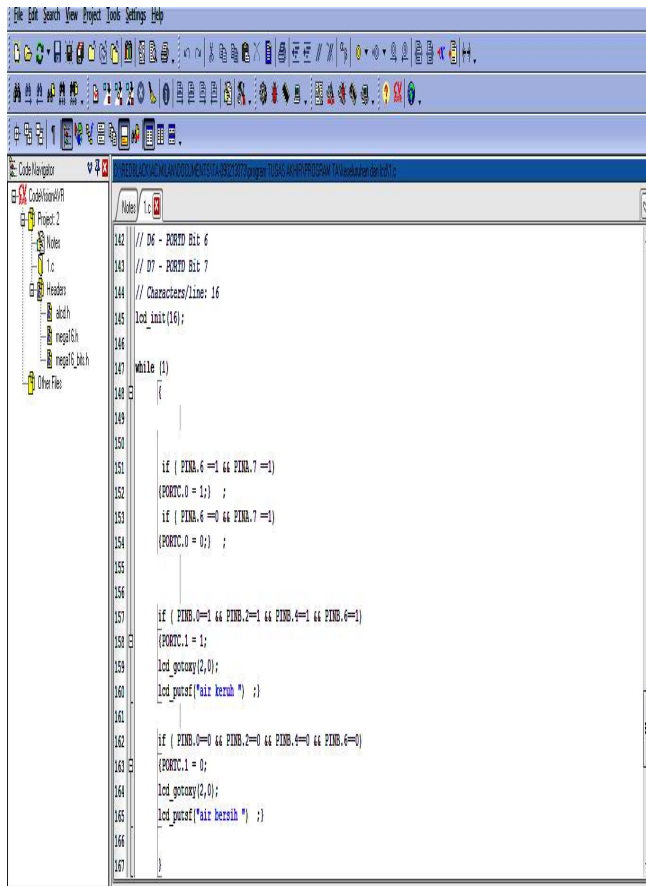 File Edit Search View Project Tools Settings Help
Code Navigator
CodeVisionAVR
Project: 2
Notes
1.c
Headers
alcd.h
mega16.h
mega16_bits.h
Other Files
Notes 1.c
142 // D6 - PORTD Bit 6
143 // D7 - PORTD Bit 7
144 // Characters/line: 16
145 lcd_init(16);
146
147 while (1)
148 {
149
150
151 if ( PINA.6 ==1 && PINA.7 ==1)
152 {PORTC.0 = 1;} ;
153 if ( PINA.6 ==0 && PINA.7 ==1)
154 {PORTC.0 = 0;} ;
155
156
157 if ( PINB.0==1 && PINB.2==1 && PINB.4==1 && PINB.6==1)
158 {PORTC.1 = 1;
159 lcd_gotoxy(2,0);
160 lcd_putsf("air keruh ") ;}
161
162 if ( PINB.0==0 && PINB.2==0 && PINB.4==0 && PINB.6==0)
163 {PORTC.1 = 0;
164 lcd_gotoxy(2,0);
165 lcd_putsf("air bersih ") ;}
166
167 }